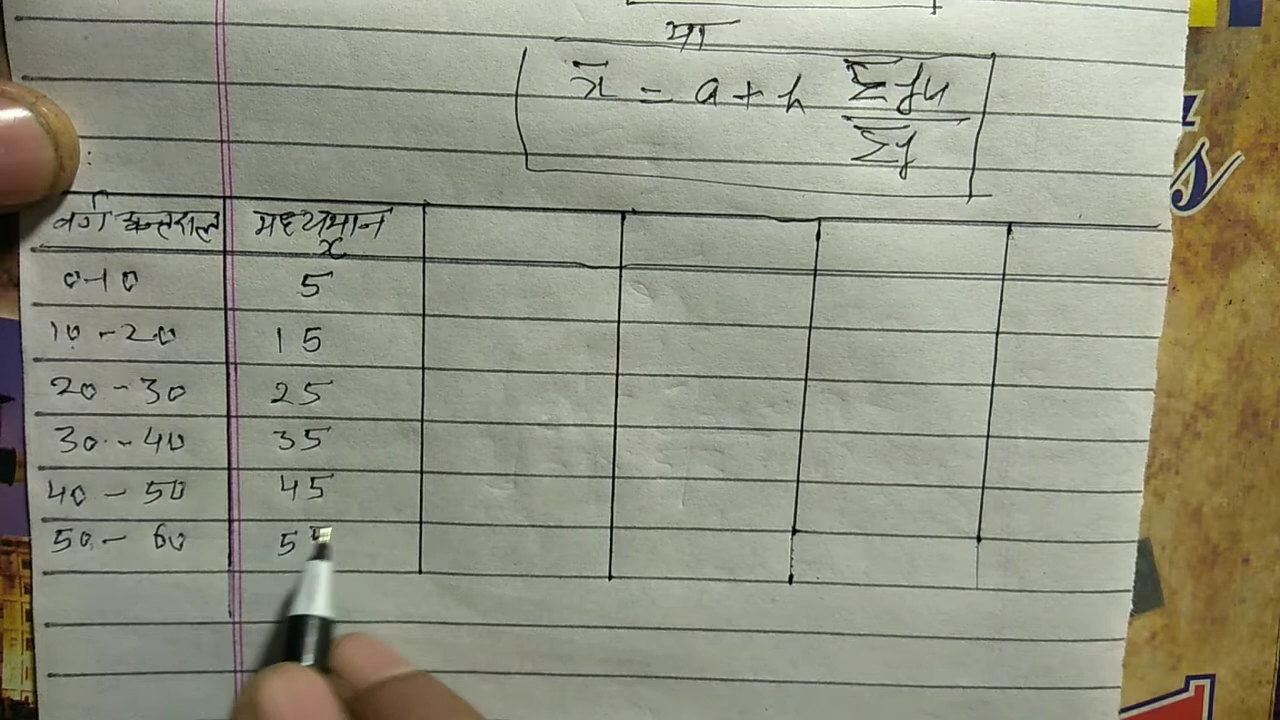 या
x̄ = a + h Σfu / Σf
वर्ग अन्तराल मध्यमान x
0-10 5
10-20 15
20-30 25
30-40 35
40-50 45
50-60 55